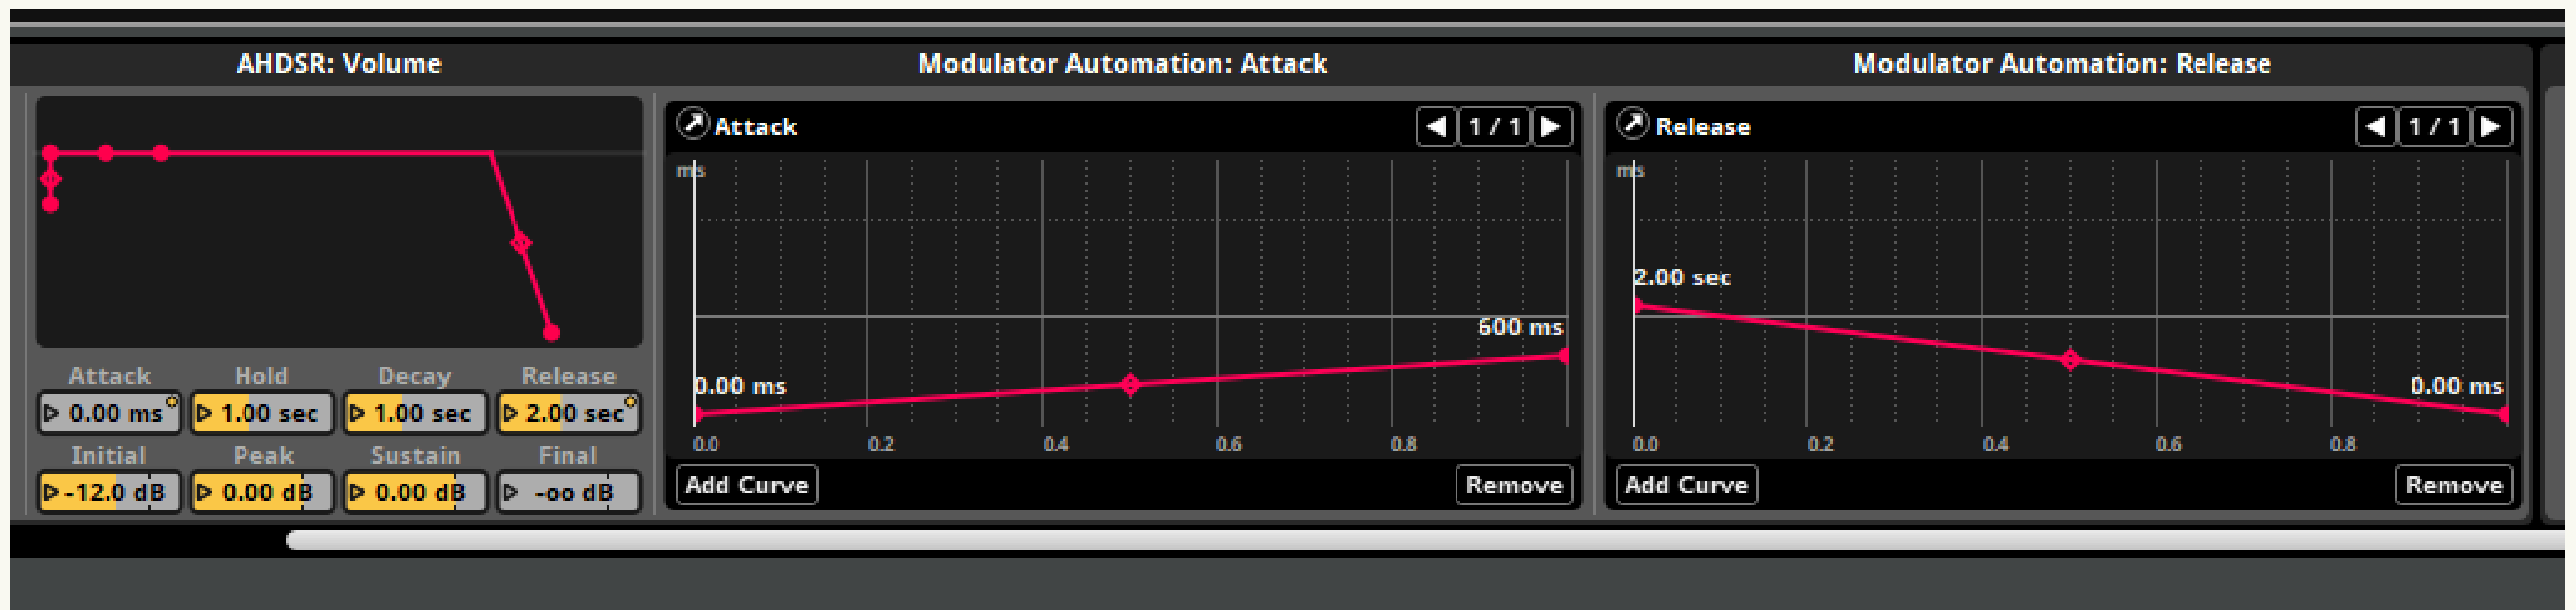 AHDSR: Volume
Attack
Hold
Decay
Release
0.00 ms
1.00 sec
1.00 sec
2.00 sec
Initial
Peak
Sustain
Final
-12.0 dB
0.00 dB
0.00 dB
-oo dB
Modulator Automation: Attack
Attack
1 / 1
ms
600 ms
0.00 ms
0.0
0.2
0.4
0.6
0.8
Add Curve
Remove
Modulator Automation: Release
Release
1 / 1
ms
2.00 sec
0.00 ms
0.0
0.2
0.4
0.6
0.8
Add Curve
Remove